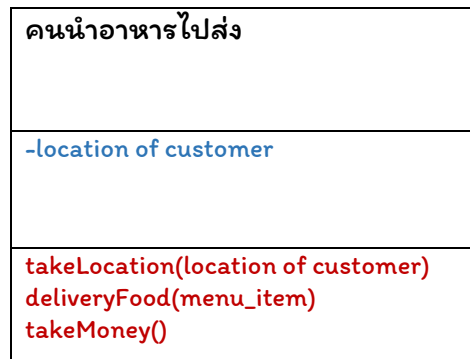 คนนำอาหารไปส่ง
-location of customer
takeLocation(location of customer)
deliveryFood(menu_item)
takeMoney()